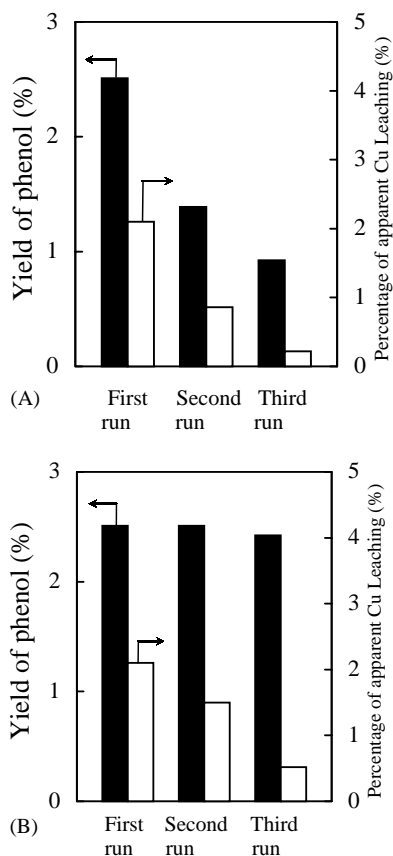 3
2
1
0
Yield of phenol (%)
5
4
3
2
1
0
Percentage of apparent Cu Leaching (%)
(A)
First run
Second run
Third run
3
2
1
0
Yield of phenol (%)
5
4
3
2
1
0
Percentage of apparent Cu Leaching (%)
(B)
First run
Second run
Third run